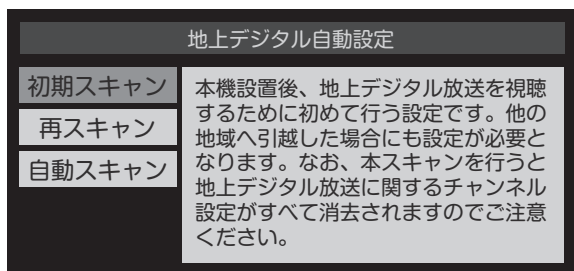 地上デジタル自動設定
初期スキャン
再スキャン
自動スキャン
本機設置後、地上デジタル放送を視聴
するために初めて行う設定です。他の
地域へ引越した場合にも設定が必要と
なります。なお、本スキャンを行うと
地上デジタル放送に関するチャンネル
設定がすべて消去されますのでご注意
ください。